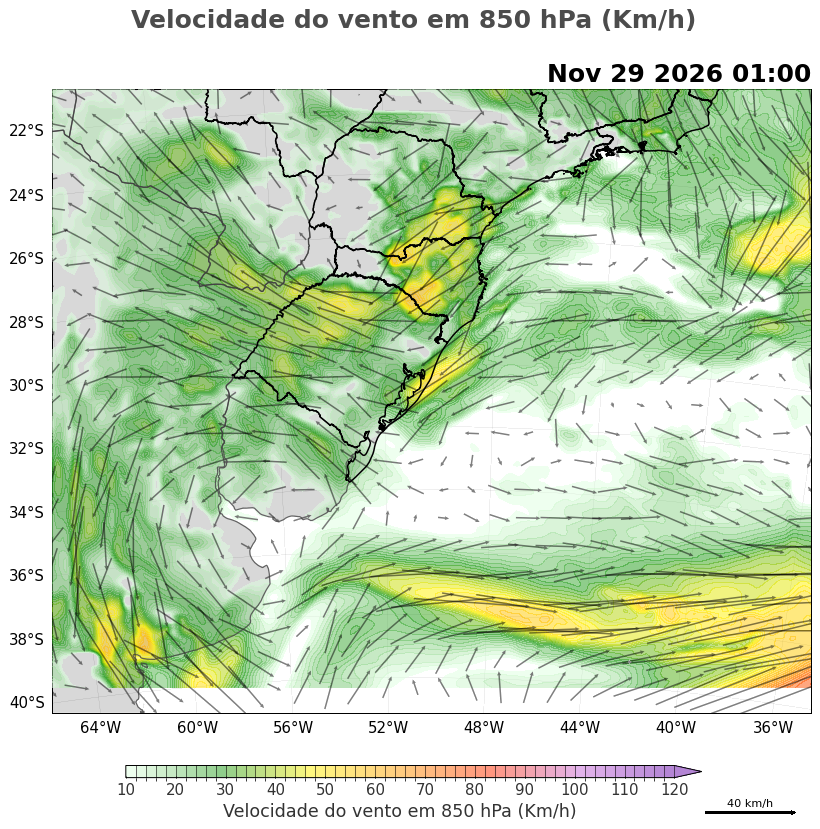 Velocidade do vento em 850 hPa (Km/h)
Nov 29 2026 01:00
22°S
24°S
26°S
28°S
30°S
32°S
34°S
36°S
38°S
40°S
64°W 60°W 56°W 52°W 48°W 44°W 40°W 36°W
10 20 30 40 50 60 70 80 90 100 110 120
Velocidade do vento em 850 hPa (Km/h)
40 km/h